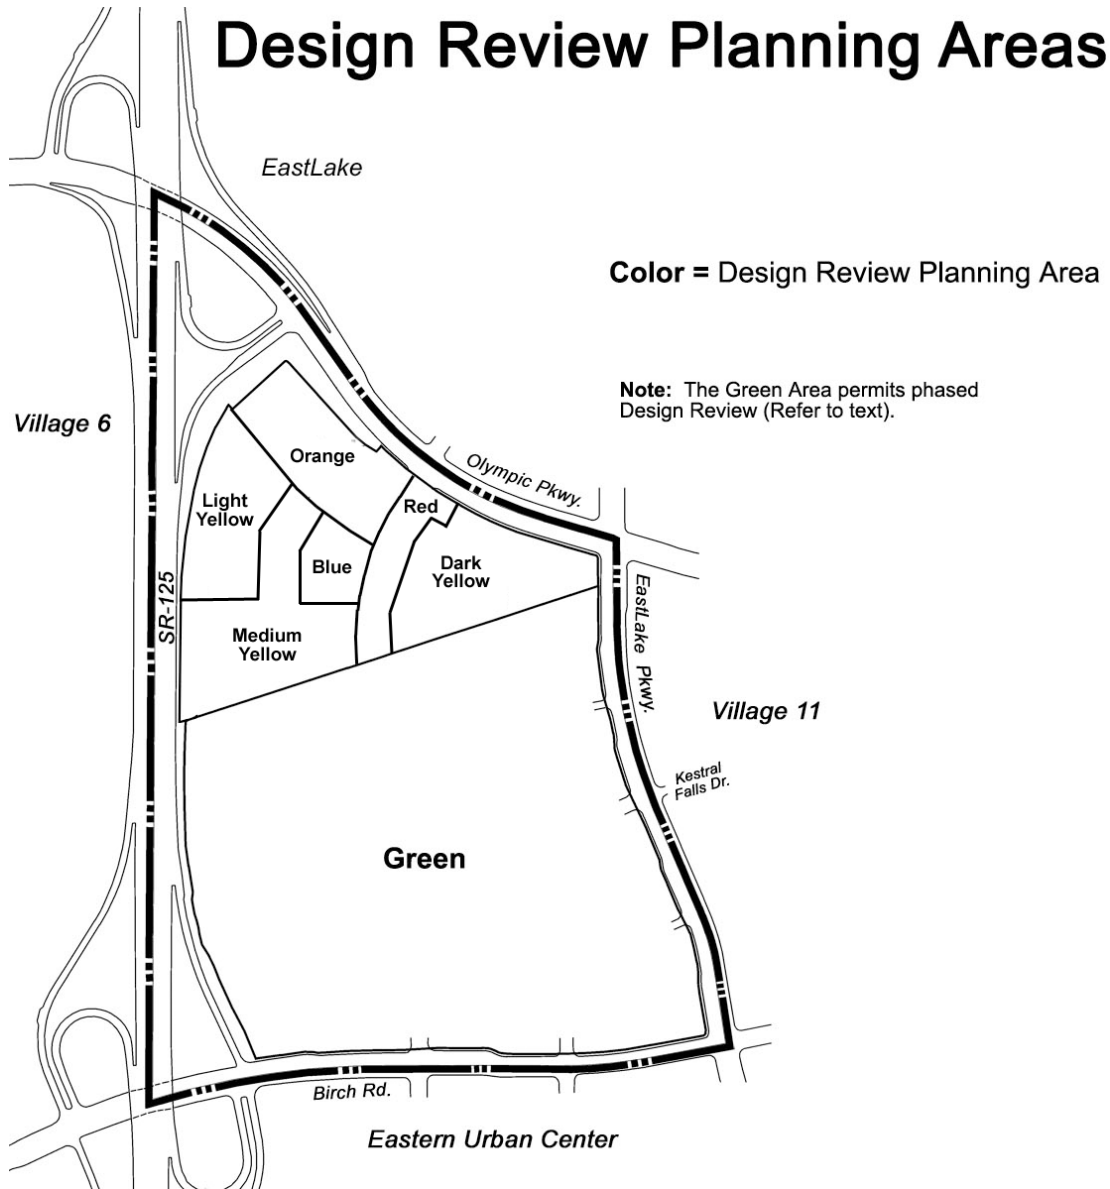 Design Review Planning Areas
EastLake
Color = Design Review Planning Area
Note: The Green Area permits phased
Design Review (Refer to text).
Village 6
Olympic Pkwy.
Orange
Light
Yellow
Red
Blue
Dark
Yellow
SR-125
EastLake Pkwy.
Medium
Yellow
Village 11
Kestral
Falls Dr.
Green
Birch Rd.
Eastern Urban Center